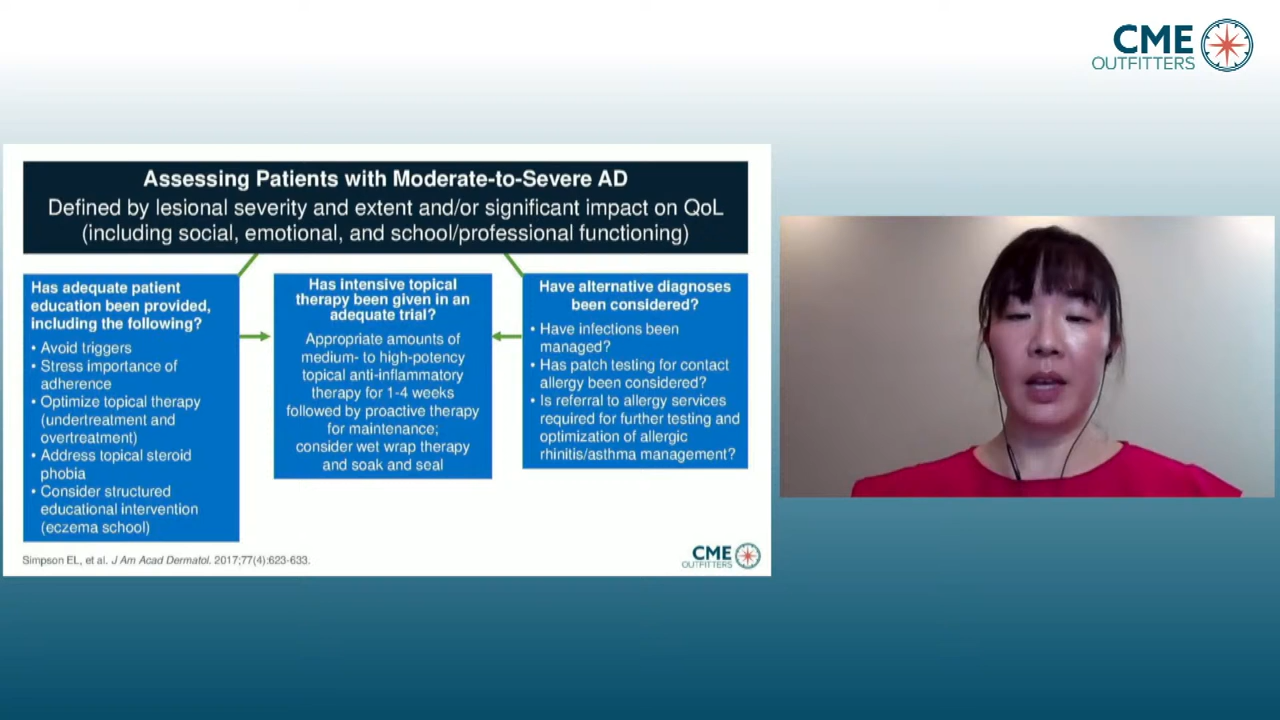 CME
OUTFITTERS
Assessing Patients with Moderate-to-Severe AD
Defined by lesional severity and extent and/or significant impact on QoL
(including social, emotional, and school/professional functioning)
Has adequate patient
education been provided,
including the following?
• Avoid triggers
• Stress importance of
adherence
• Optimize topical therapy
(undertreatment and
overtreatment)
• Address topical steroid
phobia
• Consider structured
educational intervention
(eczema school)
Has intensive topical
therapy been given in an
adequate trial?
Appropriate amounts of
medium- to high-potency
topical anti-inflammatory
therapy for 1-4 weeks
followed by proactive therapy
for maintenance;
consider wet wrap therapy
and soak and seal
Have alternative diagnoses
been considered?
• Have infections been
managed?
• Has patch testing for contact
allergy been considered?
• Is referral to allergy services
required for further testing and
optimization of allergic
rhinitis/asthma management?
Simpson EL, et al. J Am Acad Dermatol. 2017;77(4):623-633.
CME
OUTFITTERS